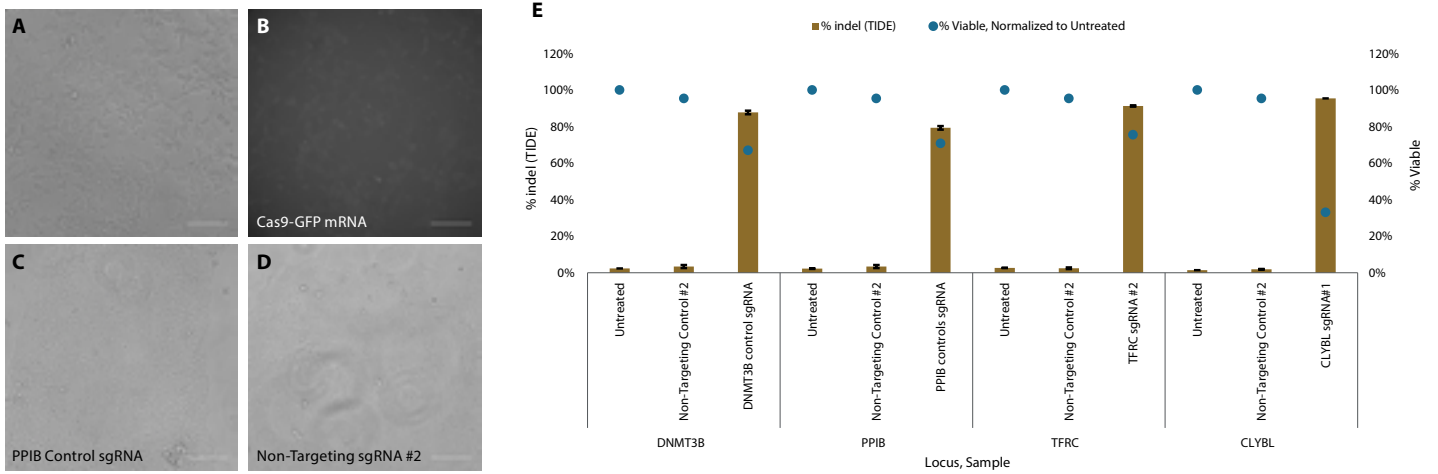 A
B
Cas9-GFP mRNA
C
PPIB Control sgRNA
D
Non-Targeting sgRNA #2
E
% indel (TIDE)
% Viable, Normalized to Untreated
120%
100%
80%
60%
40%
20%
0%
% indel (TIDE)
120%
100%
80%
60%
40%
20%
0%
% Viable
Untreated
Non-Targeting Control #2
DNMT3B control sgRNA
Untreated
Non-Targeting Control #2
PPIB controls sgRNA
Untreated
Non-Targeting Control #2
TFRC sgRNA #2
Untreated
Non-Targeting Control #2
CLYBL sgRNA#1
DNMT3B
PPIB
TFRC
CLYBL
Locus, Sample